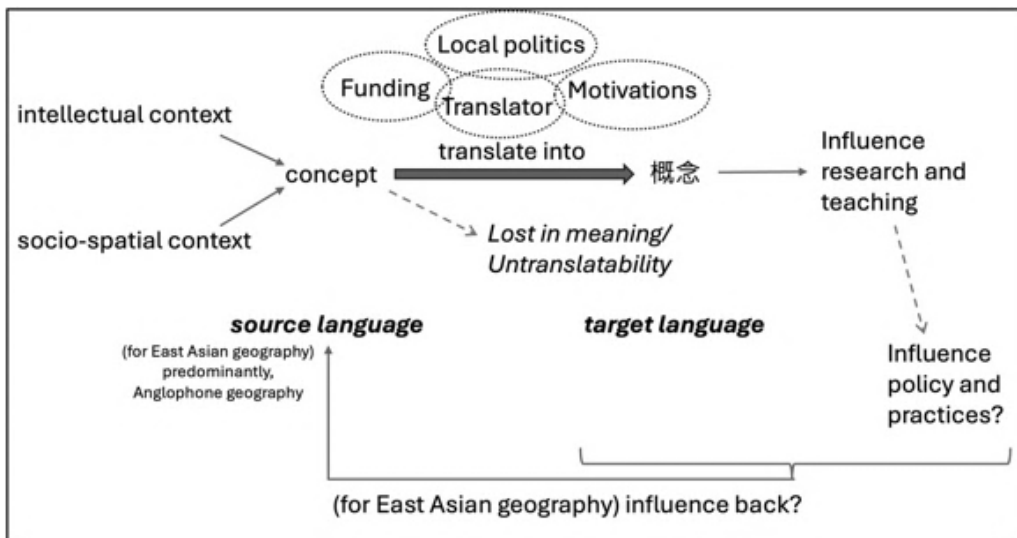 Local politics
Funding
Translator
Motivations
intellectual context
translate into
concept
概念
Influence
research and
teaching
socio-spatial context
Lost in meaning/
Untranslatability
source language
target language
(for East Asian geography)
predominantly,
Anglophone geography
Influence
policy and
practices?
(for East Asian geography) influence back?